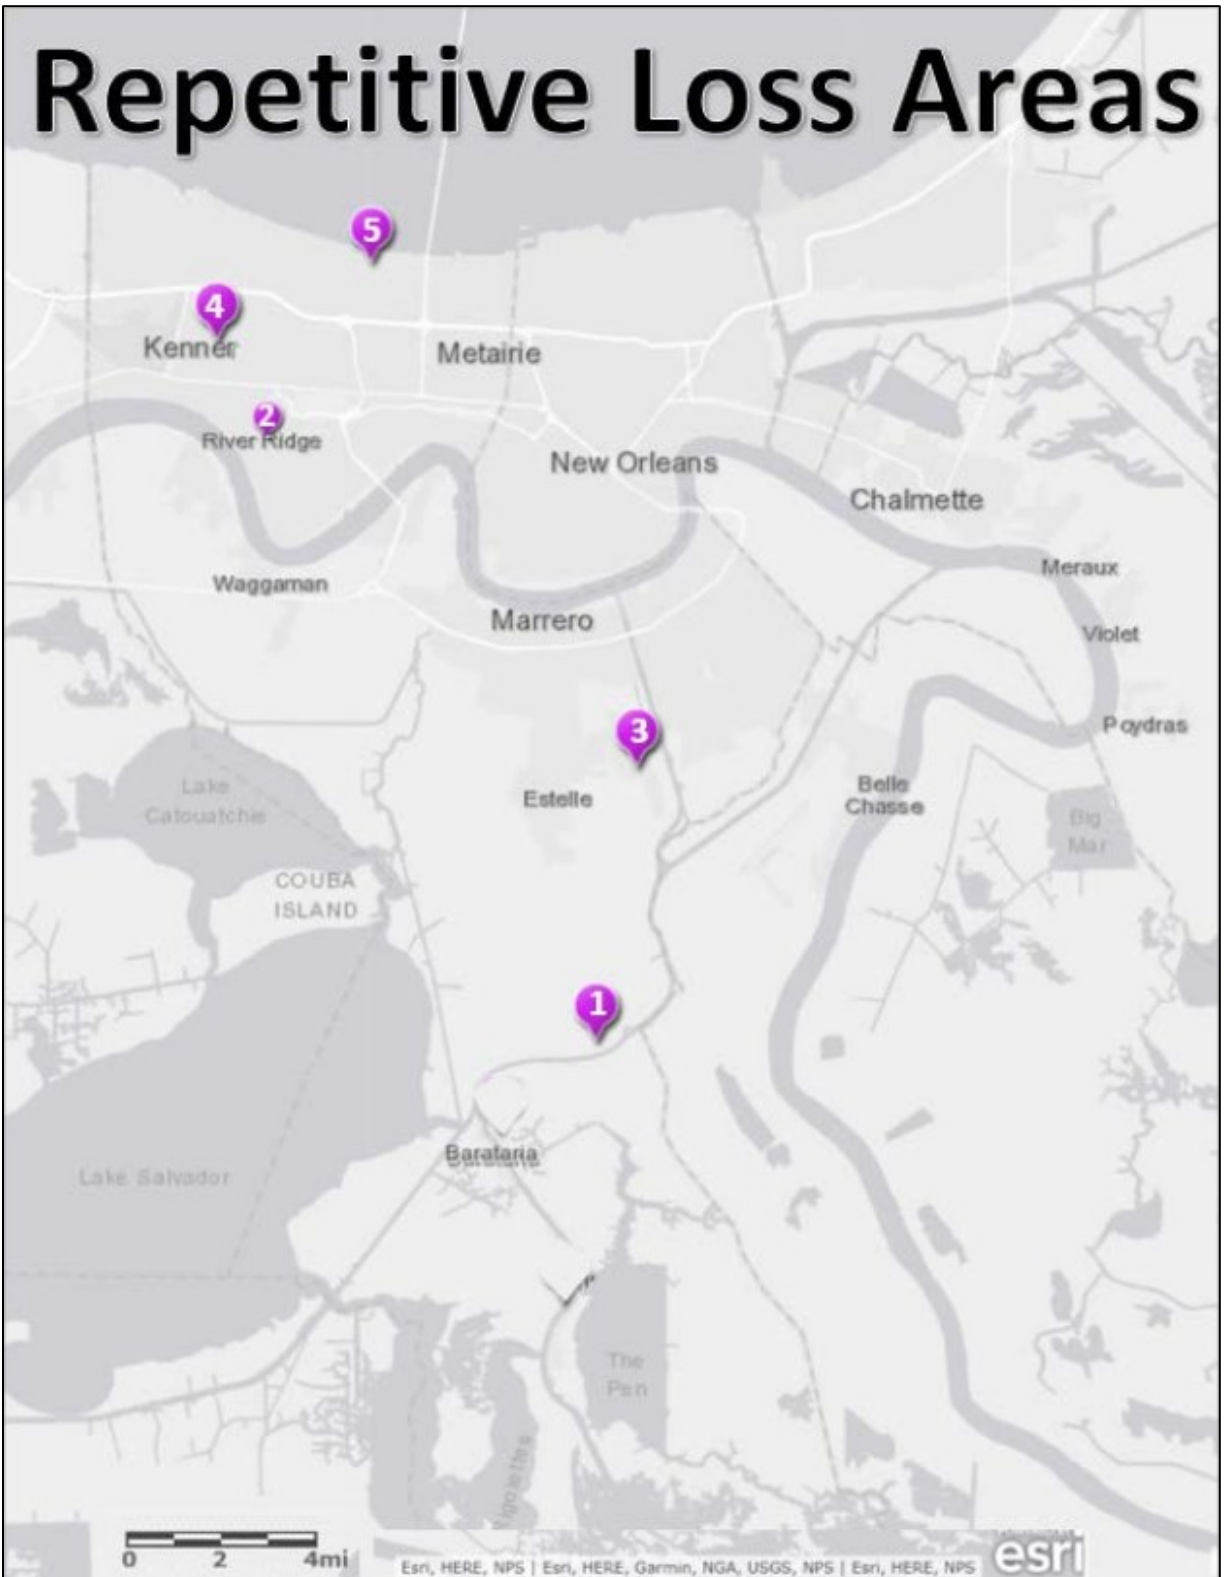 Repetitive Loss Areas
5
4
Kenner
Metairie
2
River Ridge
New Orleans
Chalmette
Meraux
Waggaman
Marrero
Violet
3
Poydras
Lake
Catouatchie
Estelle
Belle
Chasse
Big
Mar
COUBA
ISLAND
1
Barataria
Lake Salvador
The
Pen
0 2 4mi
Esri, HERE, NPS | Esri, HERE, Garmin, NGA, USGS, NPS | Esri, HERE, NPS
esri